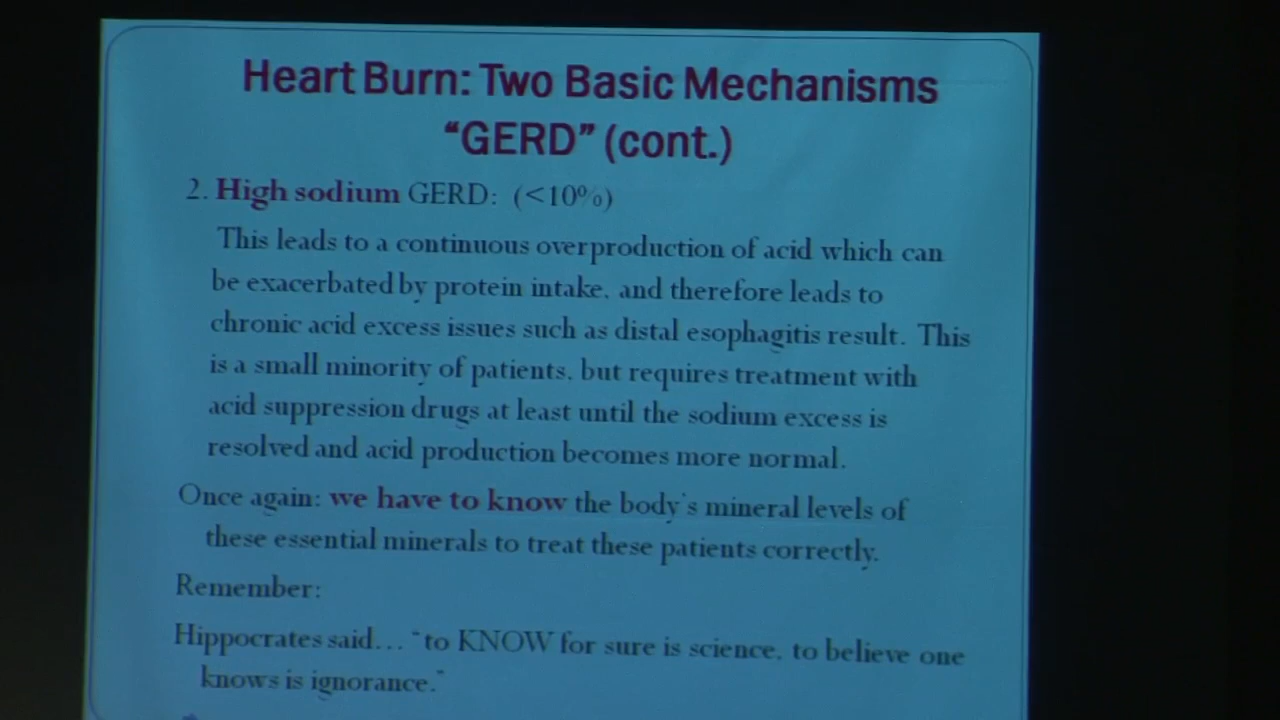 Heart Burn: Two Basic Mechanisms
“GERD” (cont.)
2. High sodium GERD: (<10%)
This leads to a continuous overproduction of acid which can
be exacerbated by protein intake, and therefore leads to
chronic acid excess issues such as distal esophagitis result. This
is a small minority of patients, but requires treatment with
acid suppression drugs at least until the sodium excess is
resolved and acid production becomes more normal.
Once again: we have to know the body's mineral levels of
these essential minerals to treat these patients correctly.
Remember:
Hippocrates said... "to KNOW for sure is science, to believe one
knows is ignorance."